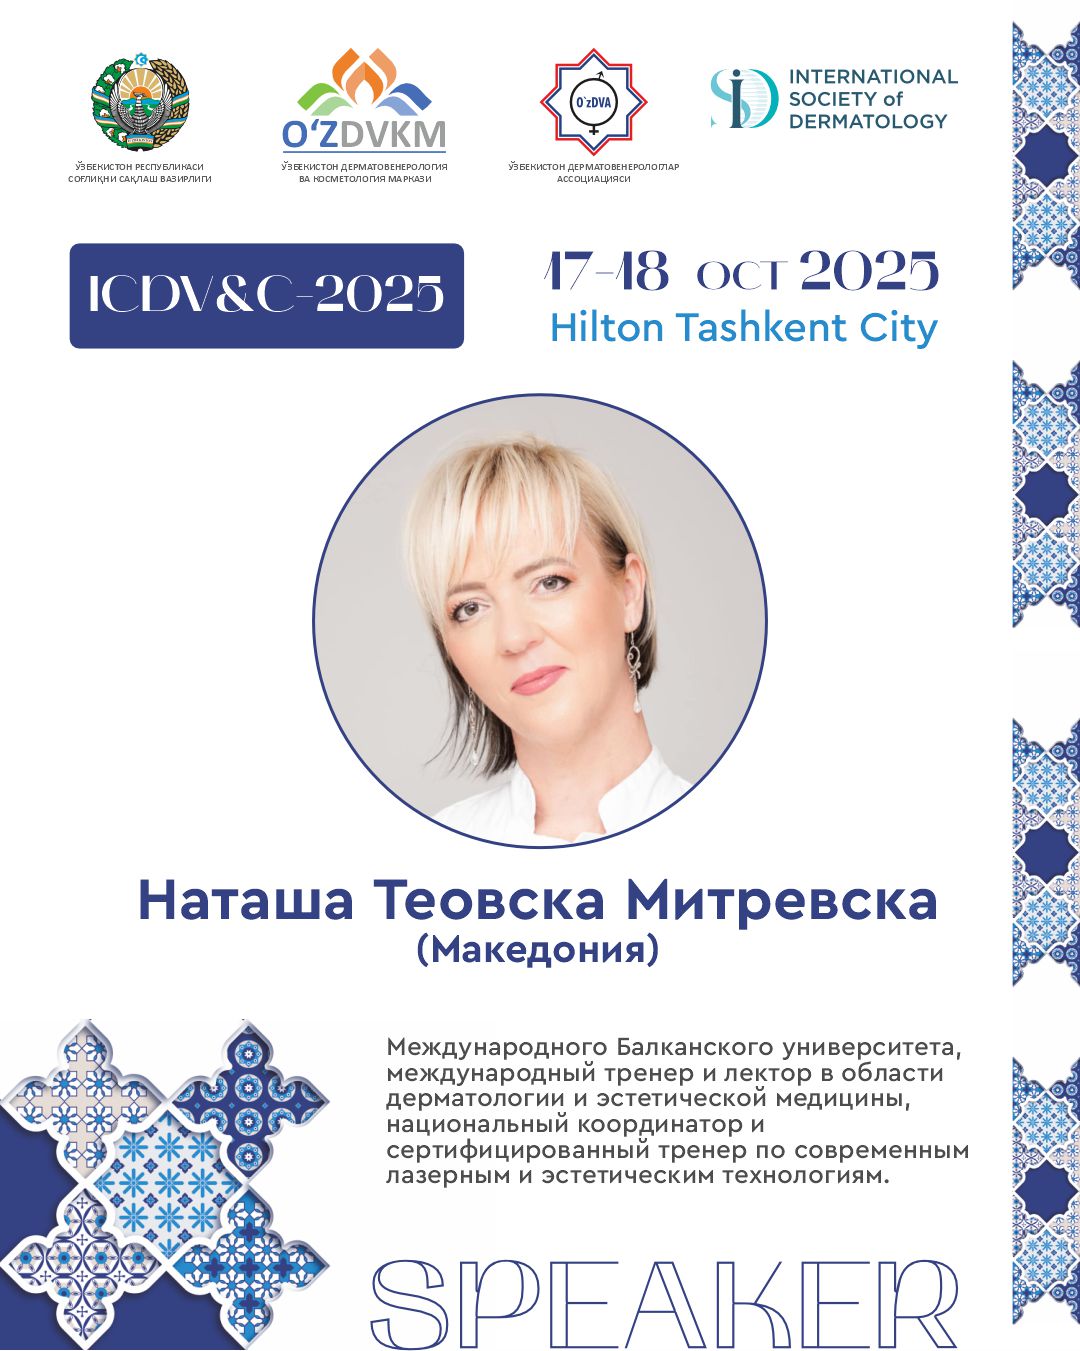 ЎЗБЕКИСТОН РЕСПУБЛИКАСИ
СОҒЛИҚНИ САҚЛАШ ВАЗИРЛИГИ
O‘ZDVKM
ЎЗБЕКИСТОН ДЕРМАТОВЕНЕРОЛОГИЯ
ВА КОСМЕТОЛОГИЯ МАРКАЗИ
O`zDVA
ЎЗБЕКИСТОН ДЕРМАТОВЕНЕРОЛОГЛАР
АССОЦИАЦИЯСИ
SID
INTERNATIONAL
SOCIETY of
DERMATOLOGY
ICDV&C-2025
17-18 OCT 2025
Hilton Tashkent City
Наташа Теовска Митревска
(Македония)
Международного Балканского университета,
международный тренер и лектор в области
дерматологии и эстетической медицины,
национальный координатор и
сертифицированный тренер по современным
лазерным и эстетическим технологиям.
SPEAKER